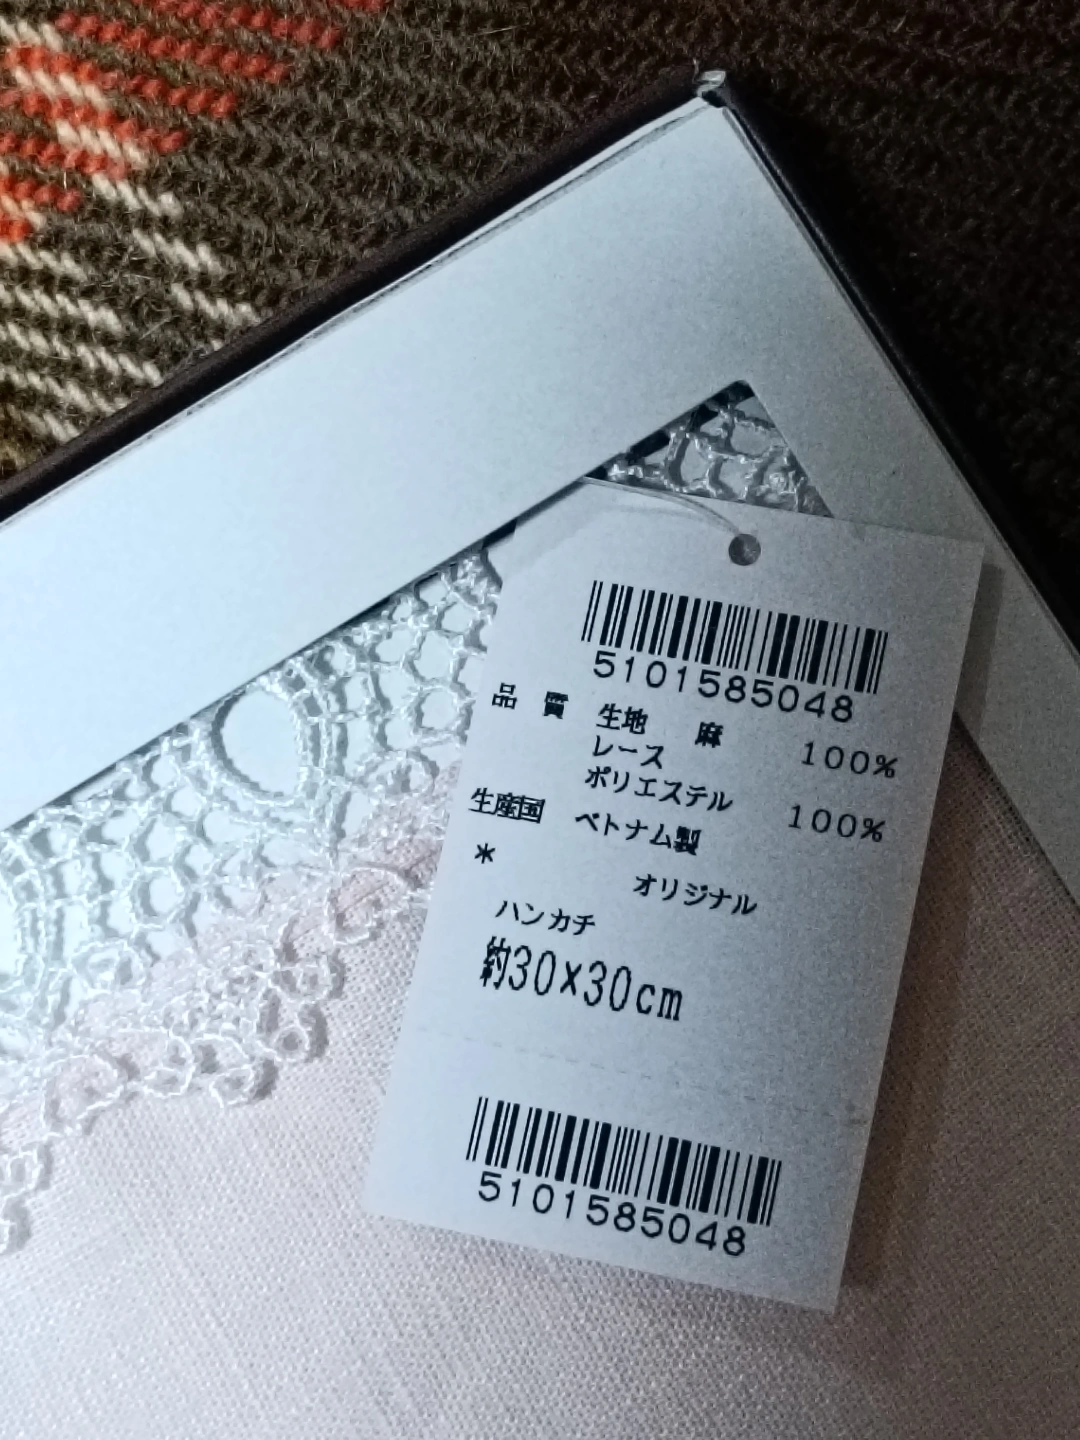 5101585048
品 質 生地 麻 100%
レース
ポリエステル 100%
生産国 ベトナム製
* オリジナル
ハンカチ
約30×30cm
5101585048